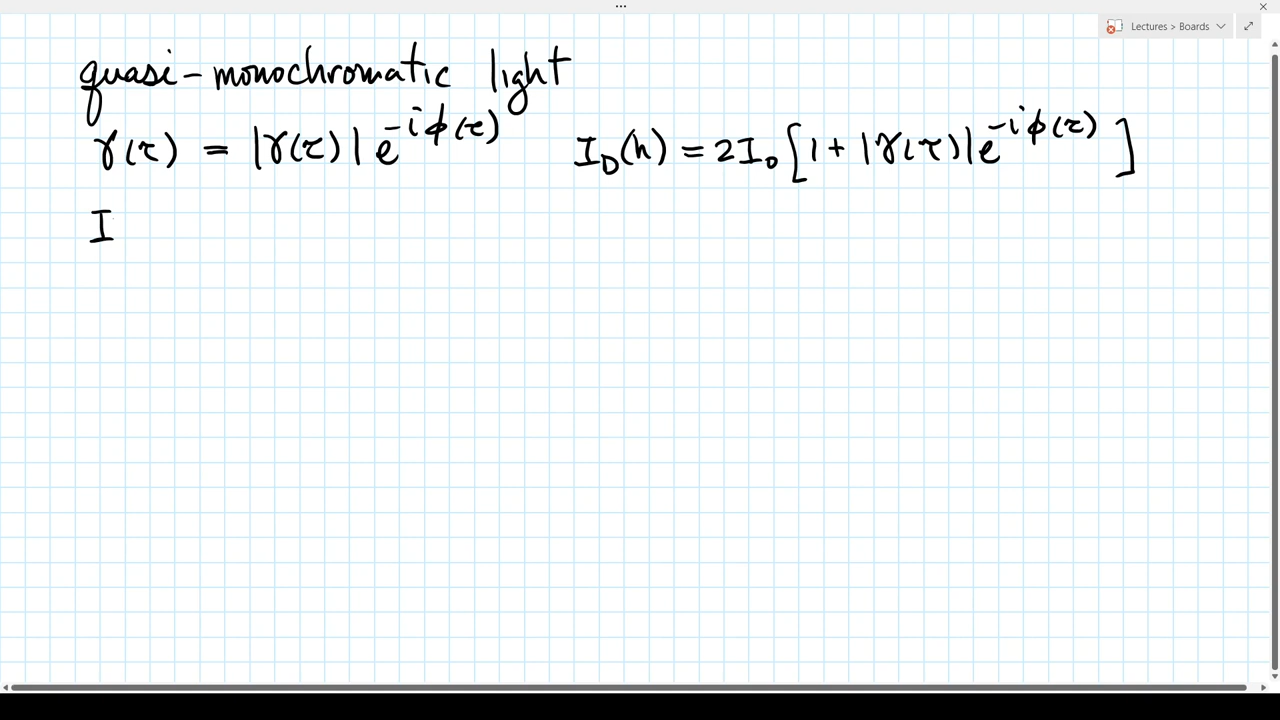 Lectures > Boards
quasi-monochromatic light
γ(τ) = |γ(τ)| e^{-iϕ(τ)} I_D(h) = 2I_0 [1 + |γ(τ)| e^{-iϕ(τ)}]
I